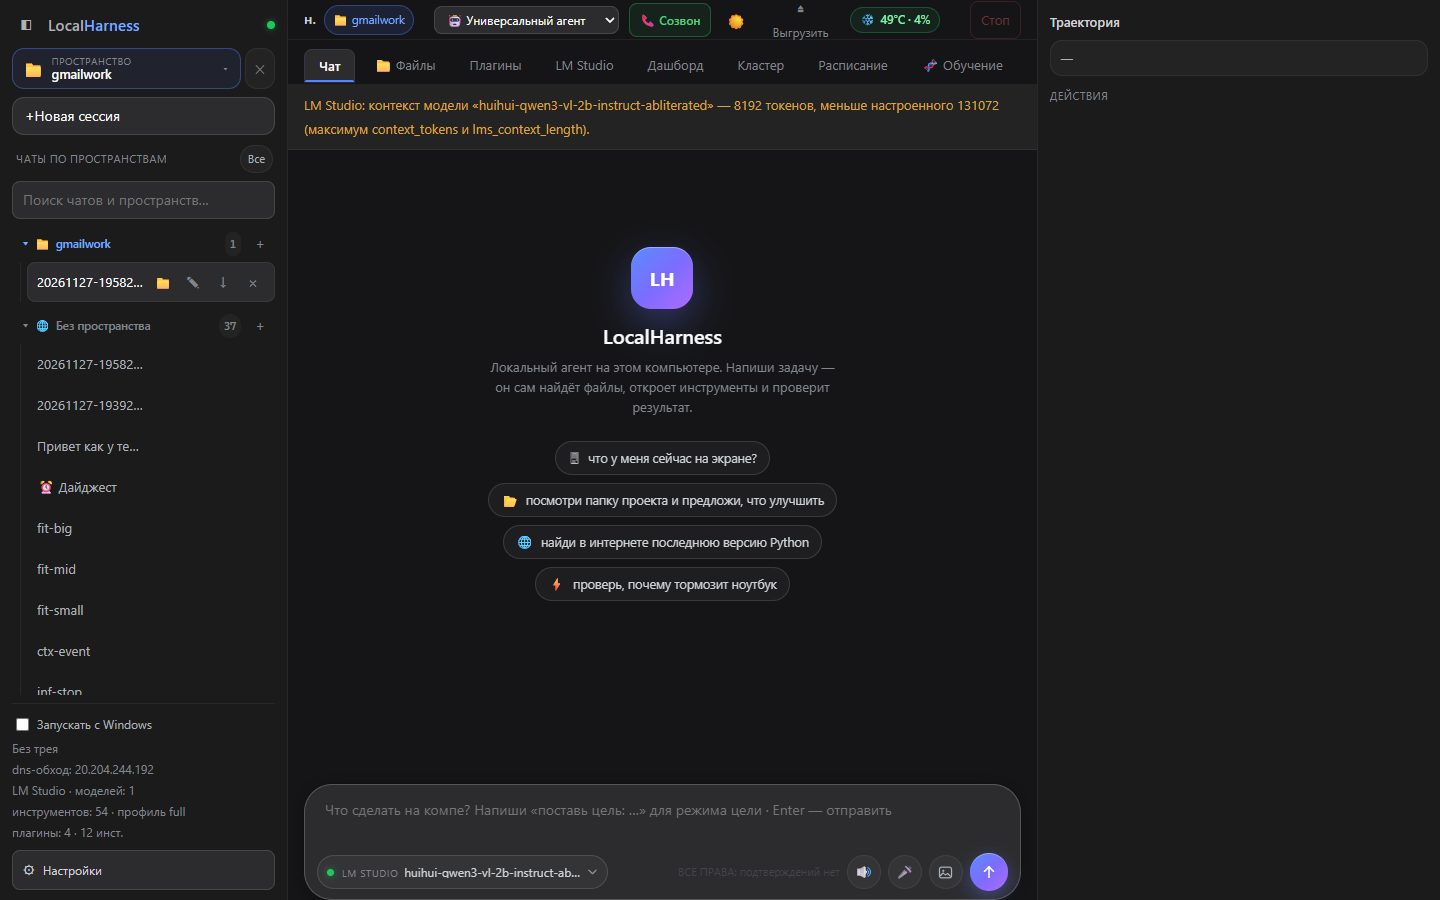 LocalHarness
ПРОСТРАНСТВО
gmailwork
+Новая сессия
ЧАТЫ ПО ПРОСТРАНСТВАМ
Все
Поиск чатов и пространств...
gmailwork
1
+
20261127-19582...
Без пространства
37
+
20261127-19582...
20261127-19392...
Привет как у те...
Дайджест
fit-big
fit-mid
fit-small
ctx-event
inf-stop
Запускать с Windows
Без трея
dns-обход: 20.204.244.192
LM Studio · моделей: 1
инструментов: 54 · профиль full
плагины: 4 · 12 инст.
Настройки
н.
gmailwork
Универсальный агент
Созвон
Выгрузить
49°C · 4%
Стоп
Чат
Файлы
Плагины
LM Studio
Дашборд
Кластер
Расписание
Обучение
LM Studio: контекст модели «huihui-qwen3-vl-2b-instruct-abliterated» — 8192 токенов, меньше настроенного 131072
(максимум context_tokens и lms_context_length).
LH
LocalHarness
Локальный агент на этом компьютере. Напиши задачу —
он сам найдёт файлы, откроет инструменты и проверит
результат.
что у меня сейчас на экране?
посмотри папку проекта и предложи, что улучшить
найди в интернете последнюю версию Python
проверь, почему тормозит ноутбук
Что сделать на компе? Напиши «поставь цель: ...» для режима цели · Enter — отправить
LM STUDIO huihui-qwen3-vl-2b-instruct-ab...
ВСЕ ПРАВА: подтверждений нет
Траектория
—
ДЕЙСТВИЯ